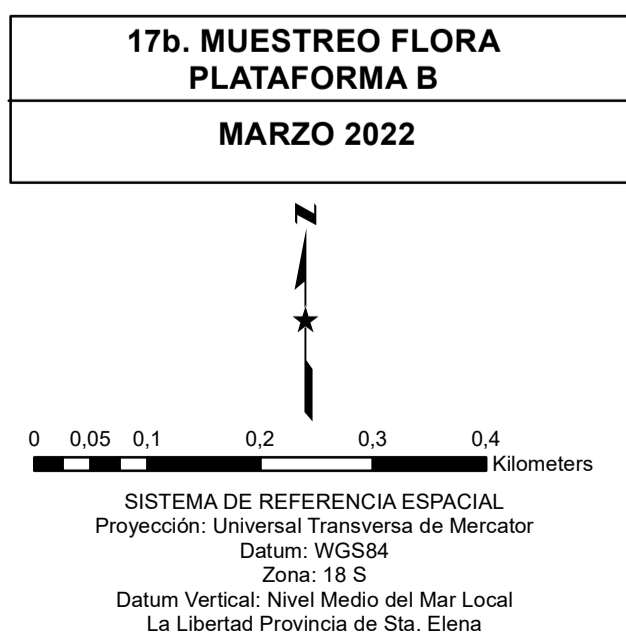 17b. MUESTREO FLORA
PLATAFORMA B
MARZO 2022
N
0 0,05 0,1 0,2 0,3 0,4
Kilometers
SISTEMA DE REFERENCIA ESPACIAL
Proyección: Universal Transversa de Mercator
Datum: WGS84
Zona: 18 S
Datum Vertical: Nivel Medio del Mar Local
La Libertad Provincia de Sta. Elena